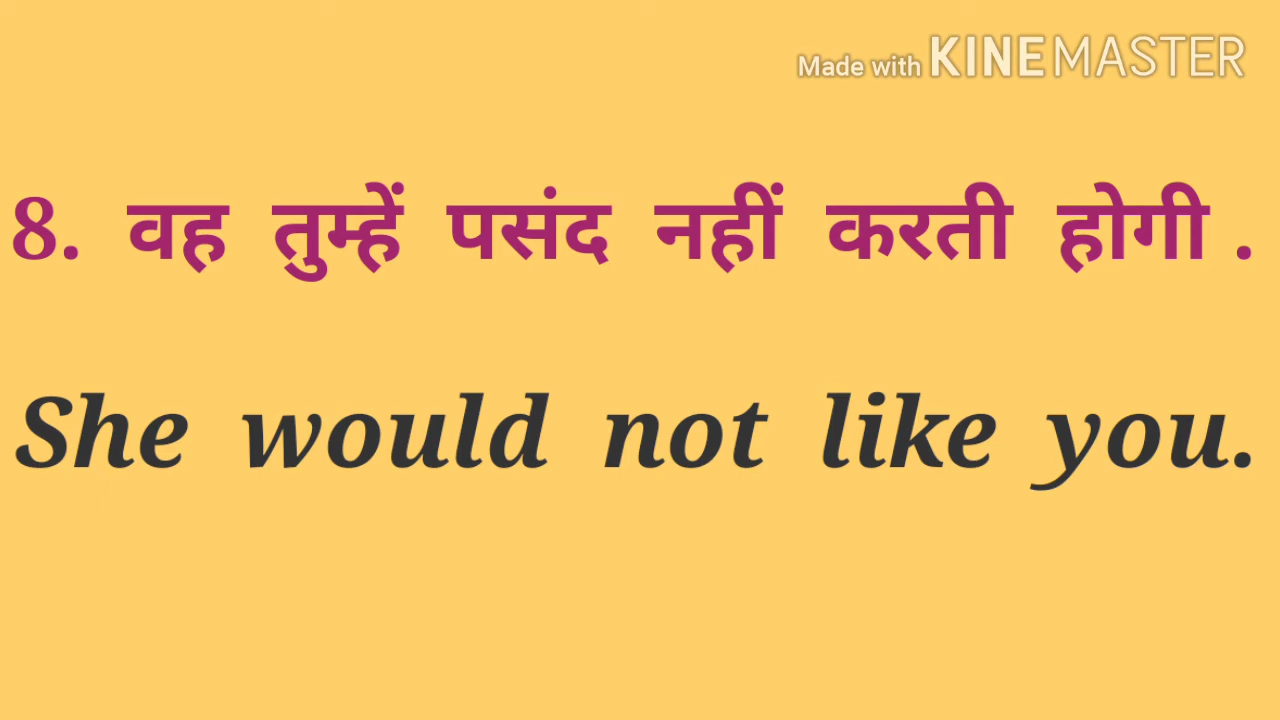 Made with KINEMASTER
8. वह तुम्हें पसंद नहीं करती होगी .
She would not like you.